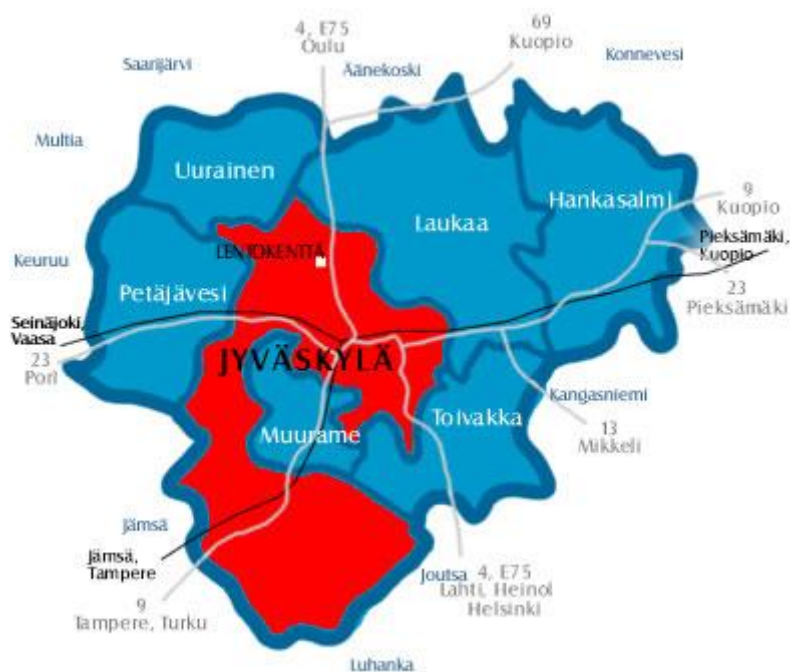 4, E75
Oulu
69
Kuopio
Saarijärvi
Äänekoski
Konnevesi
Multia
Uurainen
Laukaa
Hankasalmi
9
Kuopio
Keuruu
LENTOKENTTÄ
Pieksämäki,
Kuopio
Petäjävesi
23
Pieksämäki
Seinäjoki,
Vaasa
23
Pori
JYVÄSKYLÄ
Kangasniemi
Toivakka
13
Mikkeli
Muurame
Jämsä
Jämsä,
Tampere
Joutsa
4, E75
Lahti, Heinol
Helsinki
9
Tampere, Turku
Luhanka